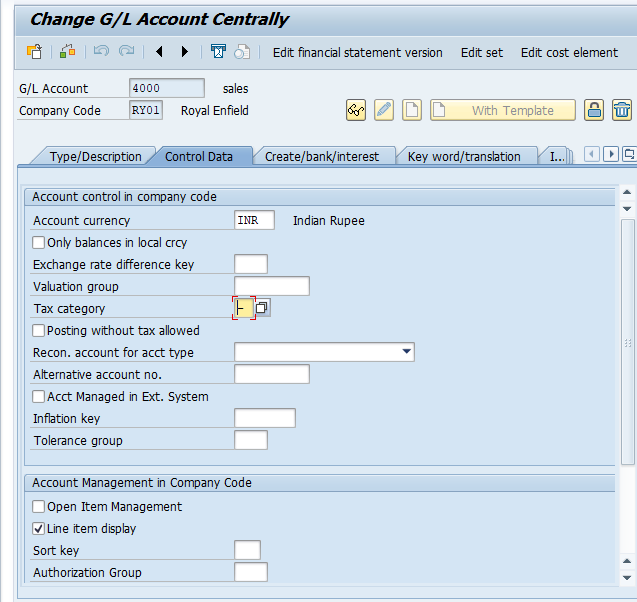 Change G/L Account Centrally
Edit financial statement version Edit set Edit cost element
G/L Account 4000 sales
Company Code RY01 Royal Enfield
With Template
Type/Description Control Data Create/bank/interest Key word/translation I...
Account control in company code
Account currency INR Indian Rupee
Only balances in local crcy
Exchange rate difference key
Valuation group
Tax category -
Posting without tax allowed
Recon. account for acct type
Alternative account no.
Acct Managed in Ext. System
Inflation key
Tolerance group
Account Management in Company Code
Open Item Management
Line item display
Sort key
Authorization Group